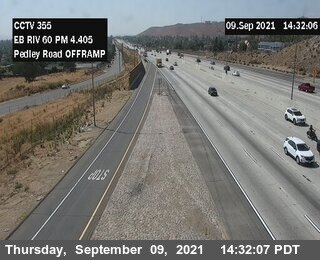 CCTV 355
EB RIV 60 PM 4.405
Pedley Road OFFRAMP
09.Sep 2021 14:32:06
STOP
Thursday, September 09, 2021 14:32:07 PDT